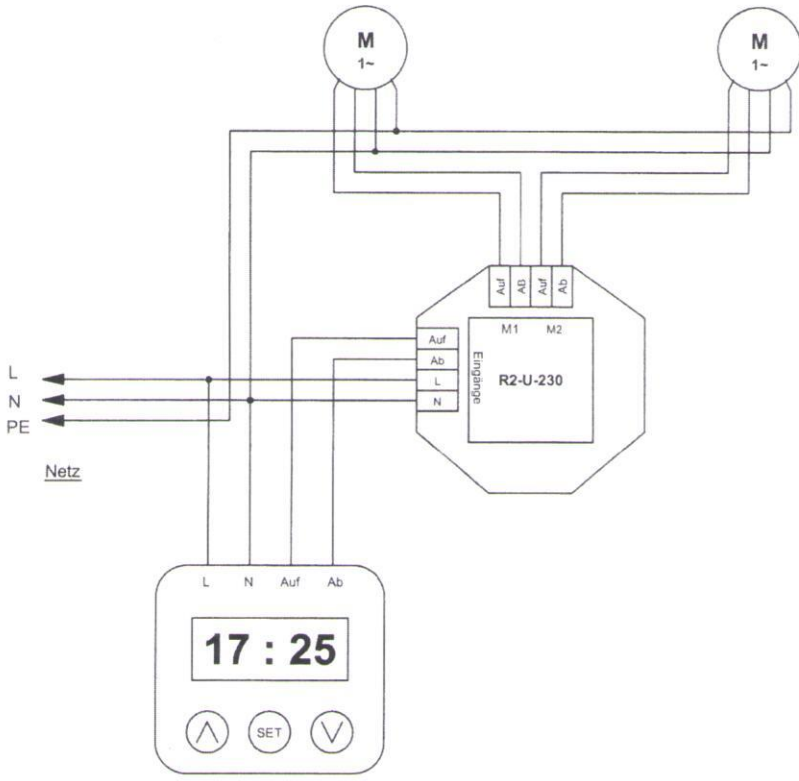 M
1~
M
1~
Auf
AB
Auf
Ab
M1 M2
Auf
Ab
L
N
Eingänge
R2-U-230
L
N
PE
Netz
L N Auf Ab
17 : 25
SET